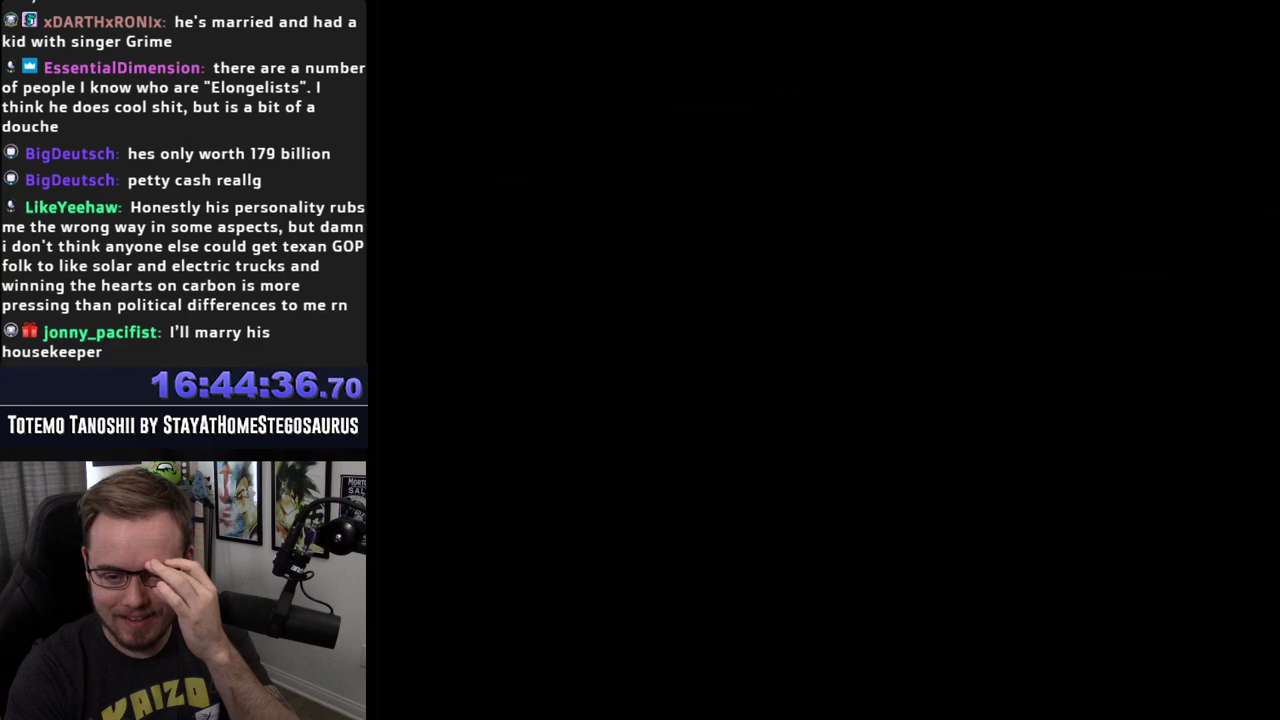 xDARTHxRONIx: he's married and had a
kid with singer Grime
EssentialDimension: there are a number
of people I know who are "Elongelists". I
think he does cool shit, but is a bit of a
douche
BigDeutsch: hes only worth 179 billion
BigDeutsch: petty cash reallg
LikeYeehaw: Honestly his personality rubs
me the wrong way in some aspects, but damn
i don't think anyone else could get texan GOP
folk to like solar and electric trucks and
winning the hearts on carbon is more
pressing than political differences to me rn
jonny_pacifist: I'll marry his
housekeeper
16:44:36.70
TOTEMO TANOSHII BY STAYATHOMESTEGOSAURUS
KAIZO